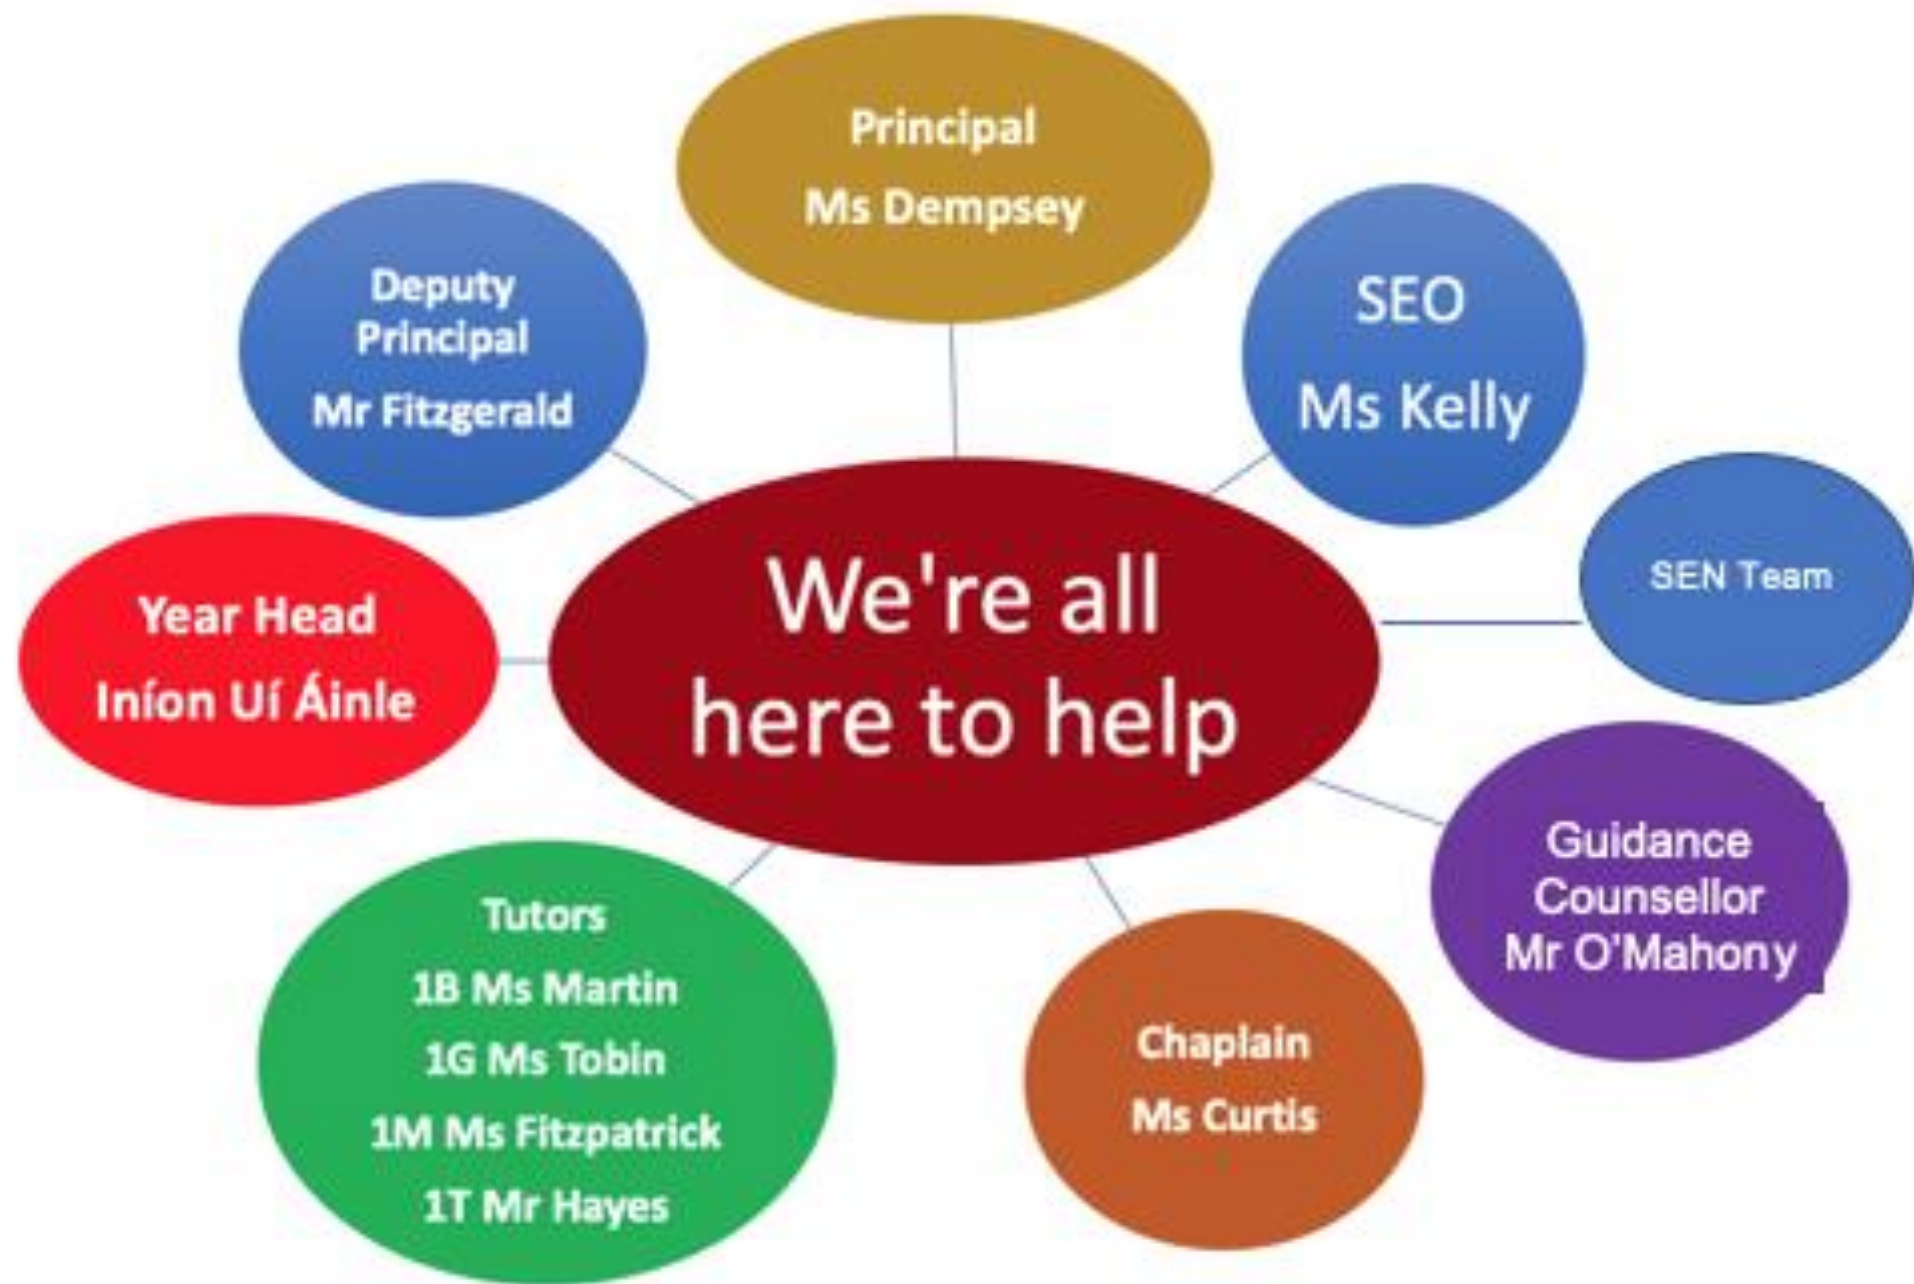 Principal
Ms Dempsey
Deputy
Principal
Mr Fitzgerald
SEO
Ms Kelly
SEN Team
We're all
here to help
Year Head
Iníon Uí Áinle
Guidance
Counsellor
Mr O'Mahony
Tutors
1B Ms Martin
1G Ms Tobin
1M Ms Fitzpatrick
1T Mr Hayes
Chaplain
Ms Curtis